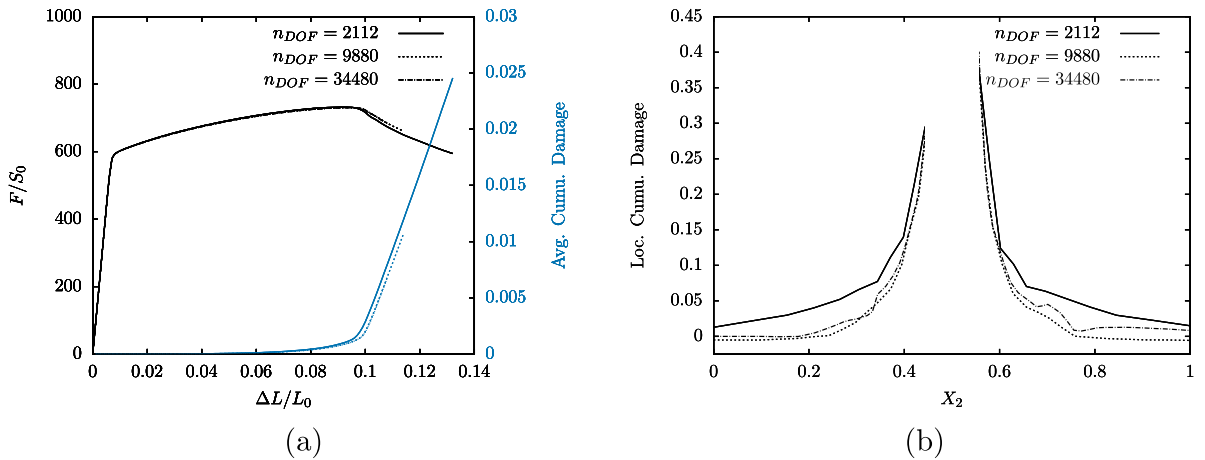 1000
800
600
400
200
0
F/S₀
n_DOF = 2112
n_DOF = 9880
n_DOF = 34480
0.03
0.025
0.02
0.015
0.01
0.005
0
Avg. Cumu. Damage
0 0.02 0.04 0.06 0.08 0.1 0.12 0.14
ΔL/L₀
(a)
0.45
0.4
0.35
0.3
0.25
0.2
0.15
0.1
0.05
0
Loc. Cumu. Damage
n_DOF = 2112
n_DOF = 9880
n_DOF = 34480
0 0.2 0.4 0.6 0.8 1
X₂
(b)